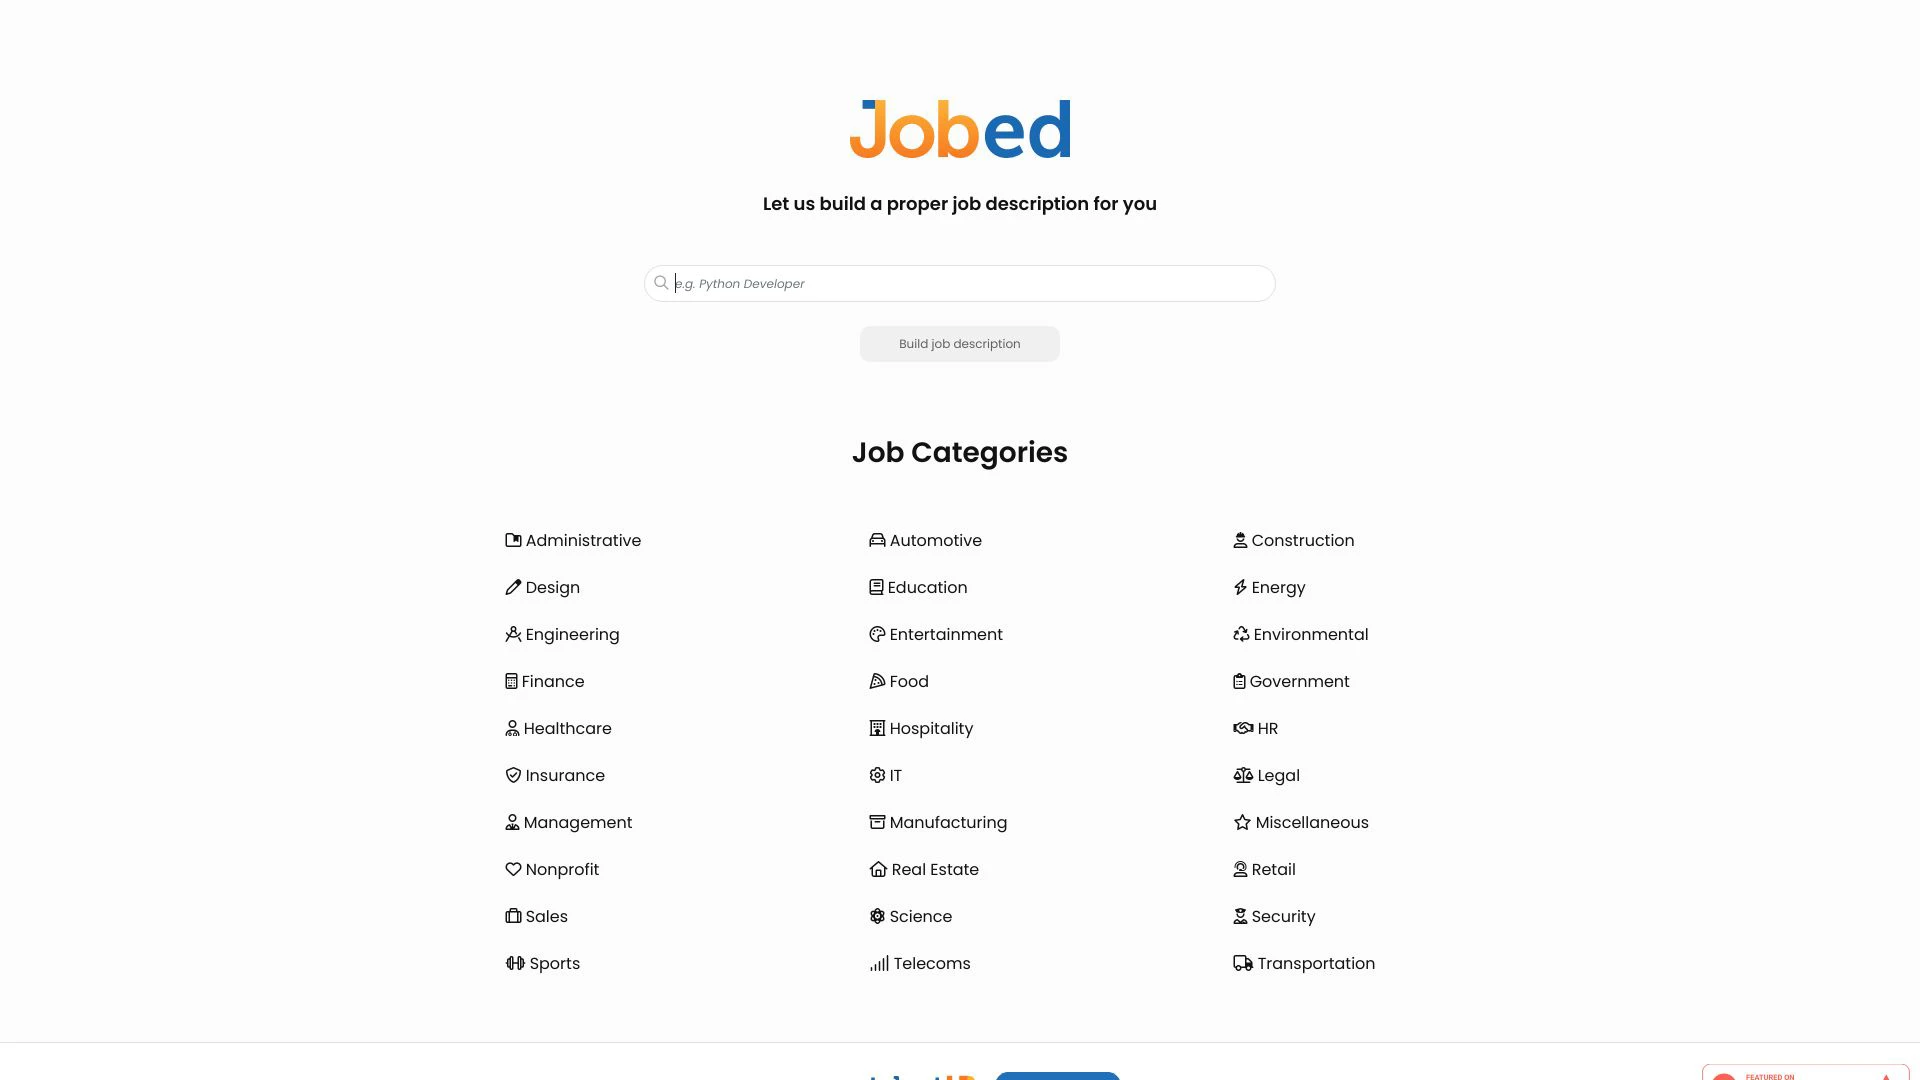 Jobed
Let us build a proper job description for you
e.g. Python Developer
Build job description
Job Categories
Administrative
Automotive
Construction
Design
Education
Energy
Engineering
Entertainment
Environmental
Finance
Food
Government
Healthcare
Hospitality
HR
Insurance
IT
Legal
Management
Manufacturing
Miscellaneous
Nonprofit
Real Estate
Retail
Sales
Science
Security
Sports
Telecoms
Transportation
FEATURED ON